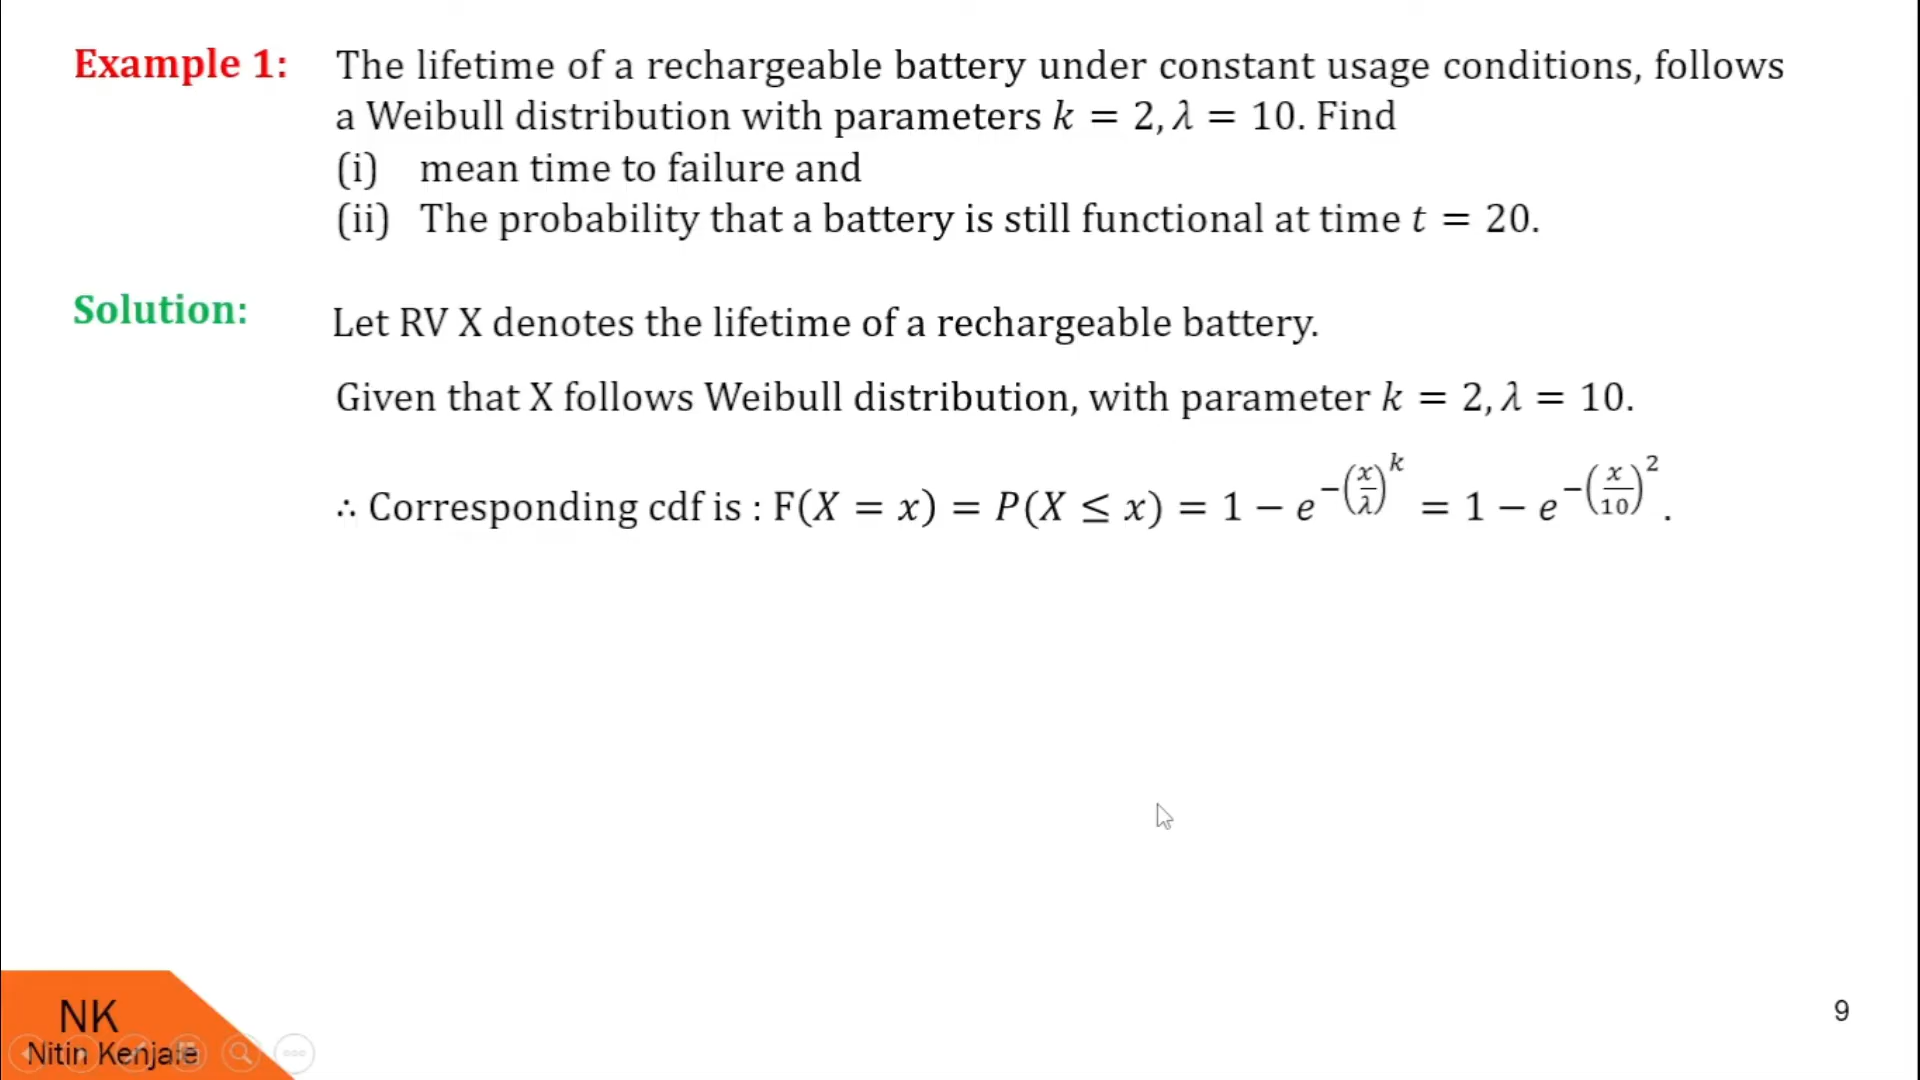 Example 1: The lifetime of a rechargeable battery under constant usage conditions, follows
a Weibull distribution with parameters k = 2, λ = 10. Find
(i) mean time to failure and
(ii) The probability that a battery is still functional at time t = 20.
Solution: Let RV X denotes the lifetime of a rechargeable battery.
Given that X follows Weibull distribution, with parameter k = 2, λ = 10.
∴ Corresponding cdf is : F(X = x) = P(X ≤ x) = 1 − e^{−(x/λ)^k} = 1 − e^{−(x/10)^2}.
NK
Nitin Kenjale
9